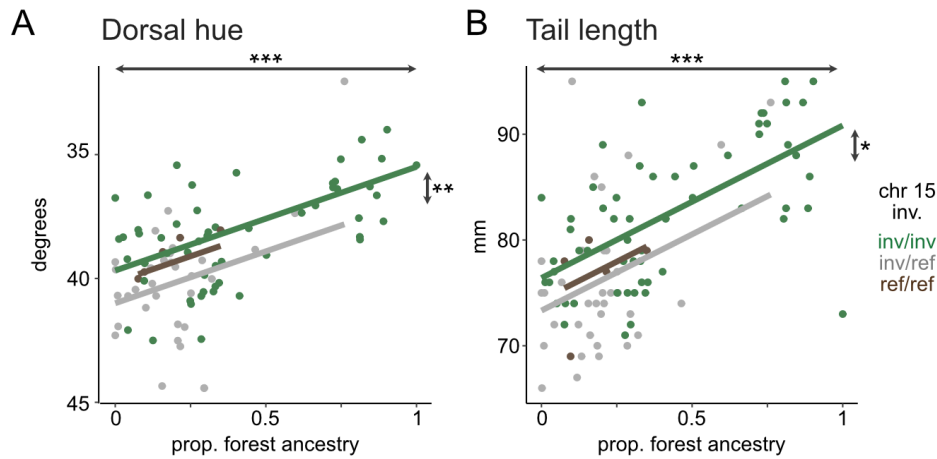 A
Dorsal hue
***
35
40
45
degrees
**
0
0.5
1
prop. forest ancestry
B
Tail length
***
90
80
70
mm
*
0
0.5
1
prop. forest ancestry
chr 15
inv.
inv/inv
inv/ref
ref/ref